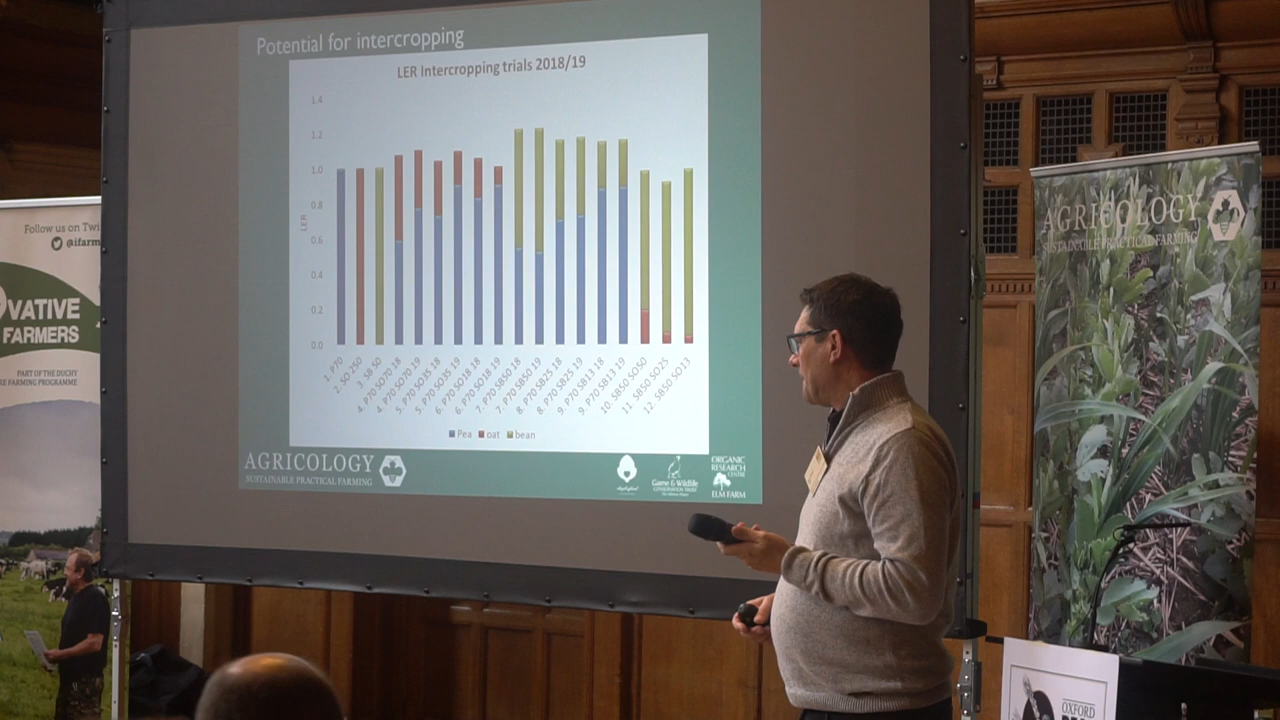 Potential for intercropping
LER Intercropping trials 2018/19
1.4
1.2
1.0
0.8
0.6
0.4
0.2
0.0
LER
1. P70
2. SO 250
3. SB 50
4. P70 SO70 18
4. P70 SO70 19
5. P70 SO35 18
5. P70 SO35 19
6. P70 SO18 18
6. P70 SO18 19
7. P70 SB50 18
7. P70 SB50 19
8. P70 SB25 18
8. P70 SB25 19
9. P70 SB13 18
9. P70 SB13 19
10. SB50 SO50
11. SB50 SO25
12. SB50 SO13
Pea oat bean
AGRICOLOGY
SUSTAINABLE PRACTICAL FARMING
Game & Wildlife
CONSERVATION TRUST
ORGANIC
RESEARCH
CENTRE
ELM FARM
Follow us on Twi
@ifarm
VATIVE
FARMERS
PART OF THE DUCHY
RE FARMING PROGRAMME
AGRICOLOGY
SUSTAINABLE PRACTICAL FARMING
OXFORD